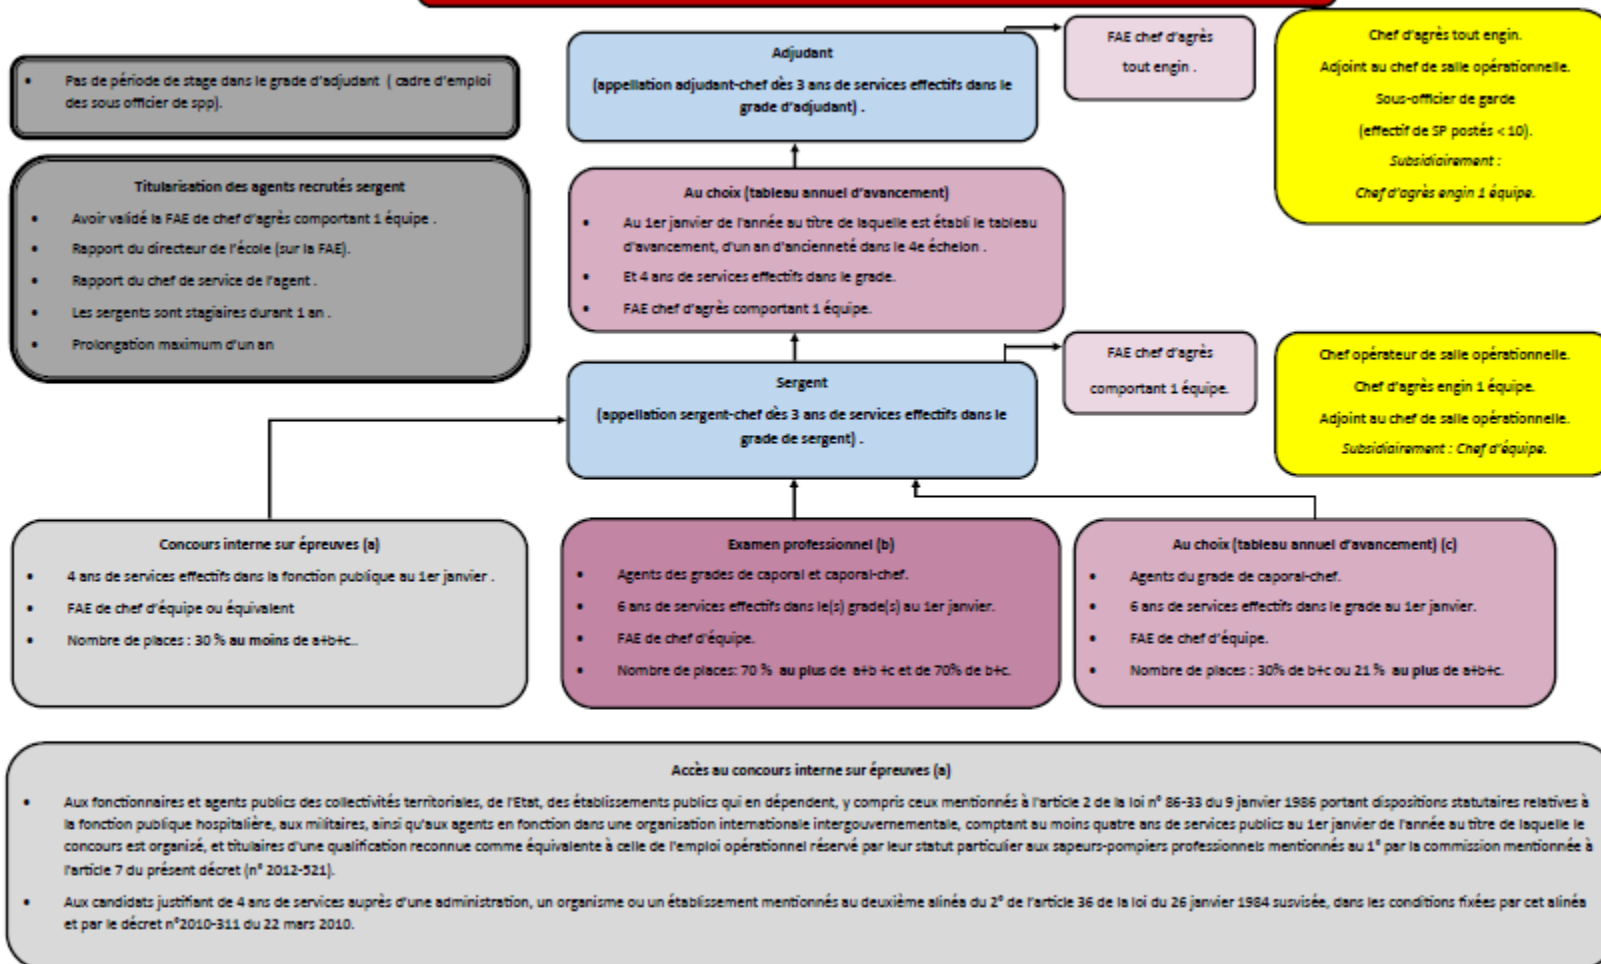 Adjudant
(appellation adjudant-chef dès 3 ans de services effectifs dans le
grade d'adjudant) .
FAE chef d'agrès
tout engin .
Chef d'agrès tout engin.
Adjoint au chef de salle opérationnelle.
Sous-officier de garde
(effectif de SP postés < 10).
Subsidiairement :
Chef d'agrès engin 1 équipe.
• Pas de période de stage dans le grade d'adjudant ( cadre d'emploi
des sous officier de spp).
Titularisation des agents recrutés sergent
• Avoir validé la FAE de chef d'agrès comportant 1 équipe .
• Rapport du directeur de l'école (sur la FAE).
• Rapport du chef de service de l'agent .
• Les sergents sont stagiaires durant 1 an .
• Prolongation maximum d'un an
Au choix (tableau annuel d'avancement)
• Au 1er janvier de l'année au titre de laquelle est établi le tableau
d'avancement, d'un an d'ancienneté dans le 4e échelon .
• Et 4 ans de services effectifs dans le grade.
• FAE chef d'agrès comportant 1 équipe.
Sergent
(appellation sergent-chef dès 3 ans de services effectifs dans le
grade de sergent) .
FAE chef d'agrès
comportant 1 équipe.
Chef opérateur de salle opérationnelle.
Chef d'agrès engin 1 équipe.
Adjoint au chef de salle opérationnelle.
Subsidiairement : Chef d'équipe.
Concours interne sur épreuves (a)
• 4 ans de services effectifs dans la fonction publique au 1er janvier .
• FAE de chef d'équipe ou équivalent
• Nombre de places : 30 % au moins de a+b+c..
Examen professionnel (b)
• Agents des grades de caporal et caporal-chef.
• 6 ans de services effectifs dans le(s) grade(s) au 1er janvier.
• FAE de chef d'équipe.
• Nombre de places: 70 % au plus de a+b +c et de 70% de b+c.
Au choix (tableau annuel d'avancement) (c)
• Agents du grade de caporal-chef.
• 6 ans de services effectifs dans le grade au 1er janvier.
• FAE de chef d'équipe.
• Nombre de places : 30% de b+c ou 21 % au plus de a+b+c.
Accès au concours interne sur épreuves (a)
• Aux fonctionnaires et agents publics des collectivités territoriales, de l'Etat, des établissements publics qui en dépendent, y compris ceux mentionnés à l'article 2 de la loi n° 86-33 du 9 janvier 1986 portant dispositions statutaires relatives à
la fonction publique hospitalière, aux militaires, ainsi qu'aux agents en fonction dans une organisation internationale intergouvernementale, comptant au moins quatre ans de services publics au 1er janvier de l'année au titre de laquelle le
concours est organisé, et titulaires d'une qualification reconnue comme équivalente à celle de l'emploi opérationnel réservé par leur statut particulier aux sapeurs-pompiers professionnels mentionnés au 1° par la commission mentionnée à
l'article 7 du présent décret (n° 2012-521).
• Aux candidats justifiant de 4 ans de services auprès d'une administration, un organisme ou un établissement mentionnés au deuxième alinéa du 2° de l'article 36 de la loi du 26 janvier 1984 susvisée, dans les conditions fixées par cet alinéa
et par le décret n°2010-311 du 22 mars 2010.